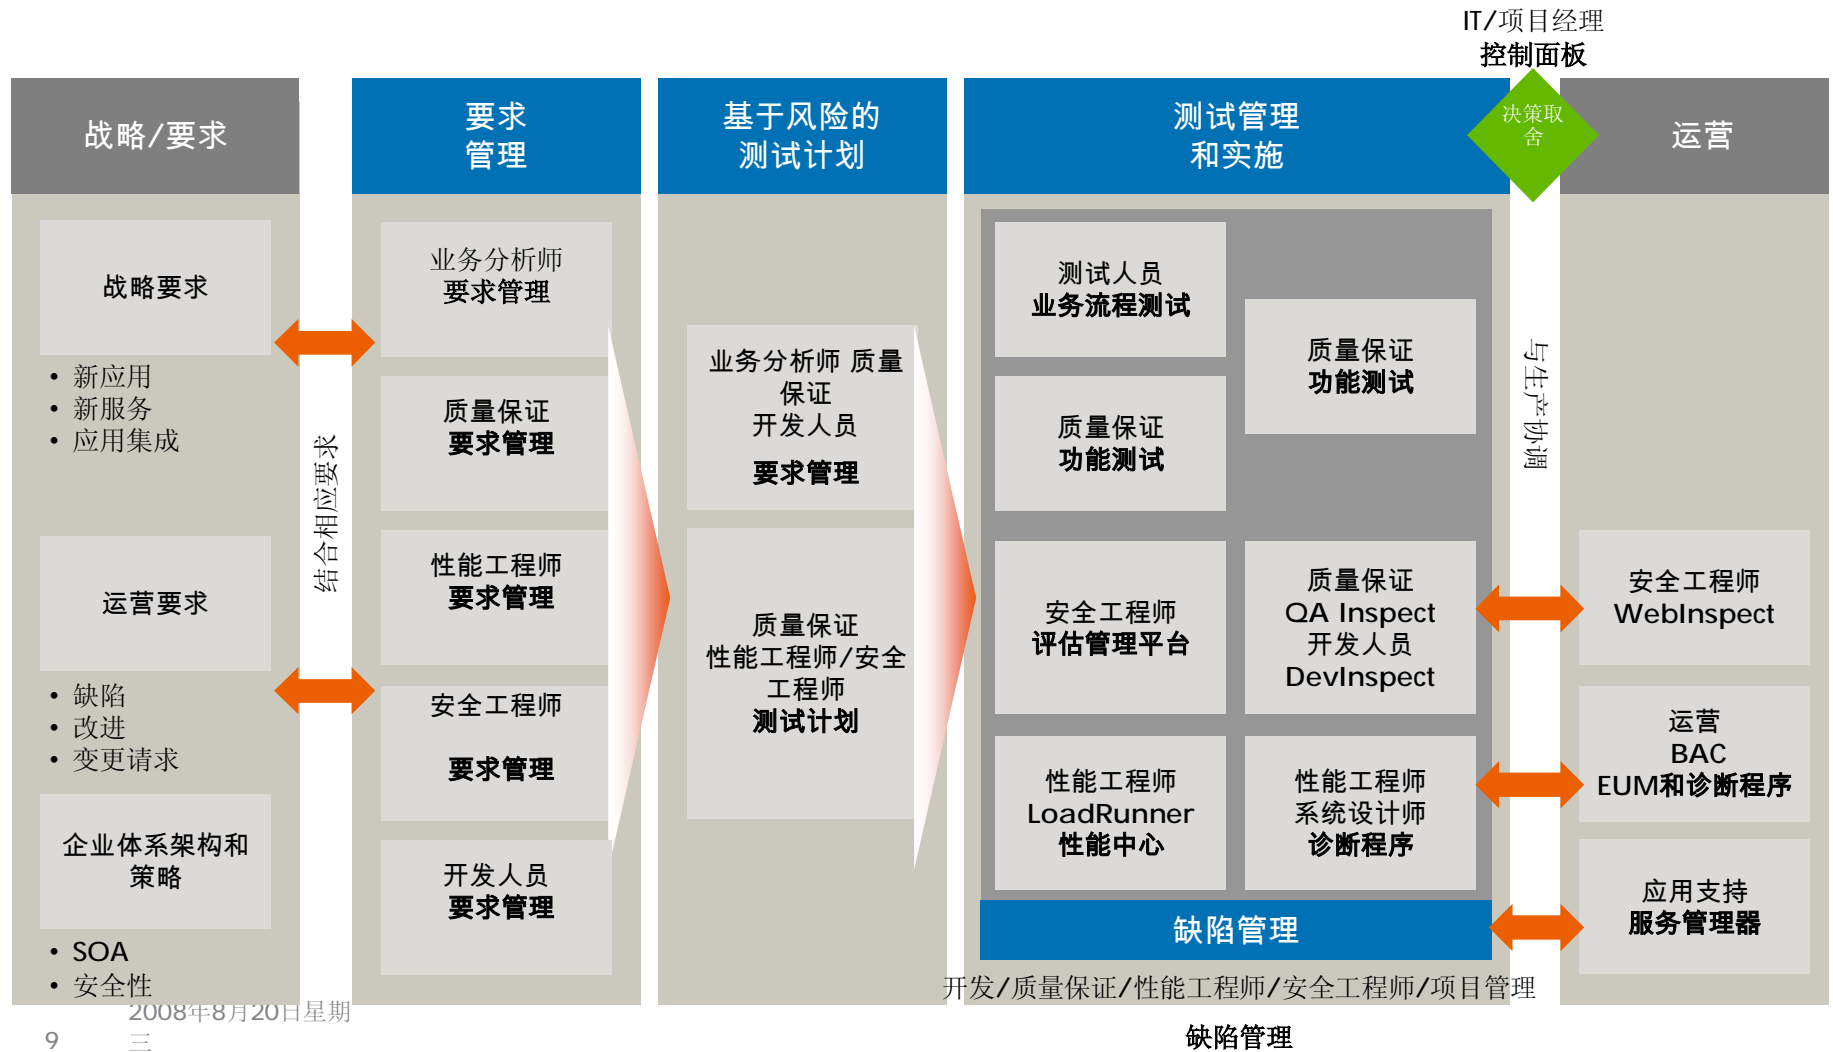 IT/项目经理
控制面板
战略/要求
要求
管理
基于风险的
测试计划
测试管理
和实施
决策取
舍
运营
战略要求
• 新应用
• 新服务
• 应用集成
运营要求
• 缺陷
• 改进
• 变更请求
企业体系架构和
策略
• SOA
• 安全性
结合相应要求
业务分析师
要求管理
质量保证
要求管理
性能工程师
要求管理
安全工程师
要求管理
开发人员
要求管理
业务分析师 质量
保证
开发人员
要求管理
质量保证
性能工程师/安全
工程师
测试计划
测试人员
业务流程测试
质量保证
功能测试
质量保证
功能测试
安全工程师
评估管理平台
质量保证
QA Inspect
开发人员
DevInspect
性能工程师
LoadRunner
性能中心
性能工程师
系统设计师
诊断程序
缺陷管理
开发/质量保证/性能工程师/安全工程师/项目管理
缺陷管理
与生产协调
安全工程师
WebInspect
运营
BAC
EUM和诊断程序
应用支持
服务管理器
2008年8月20日星期
三
9